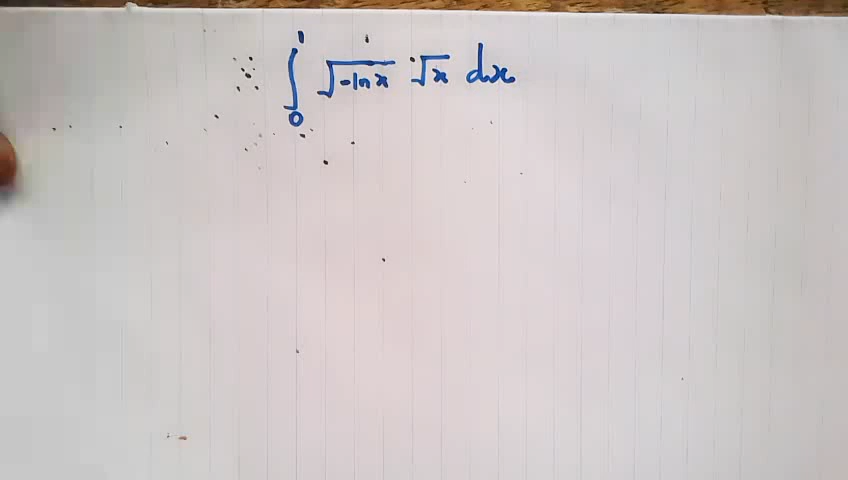 ∫₀¹ √(-ln x) √x dx